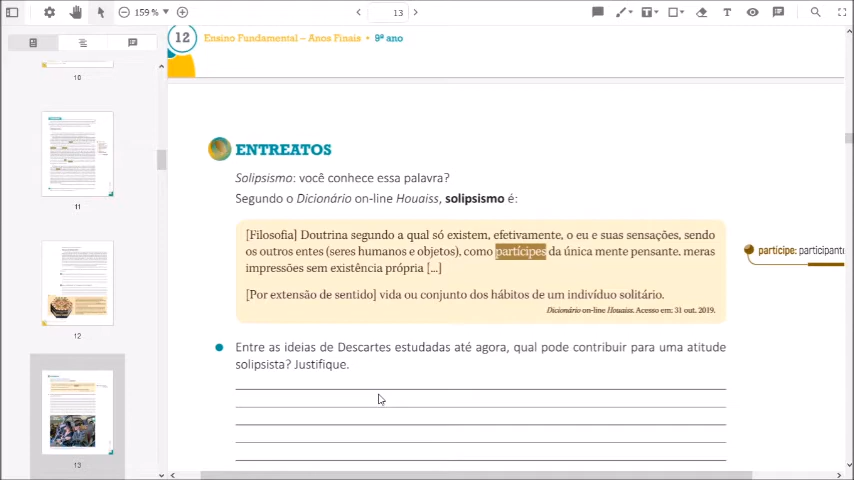 159 %
13
12
Ensino Fundamental – Anos Finais • 9º ano
10
11
12
13
ENTREATOS
Solipsismo: você conhece essa palavra?
Segundo o Dicionário on-line Houaiss, solipsismo é:
[Filosofia] Doutrina segundo a qual só existem, efetivamente, o eu e suas sensações, sendo
os outros entes (seres humanos e objetos), como partícipes da única mente pensante, meras
impressões sem existência própria [...]
[Por extensão de sentido] vida ou conjunto dos hábitos de um indivíduo solitário.
Dicionário on-line Houaiss. Acesso em: 31 out. 2019.
partícipe: participante
Entre as ideias de Descartes estudadas até agora, qual pode contribuir para uma atitude
solipsista? Justifique.